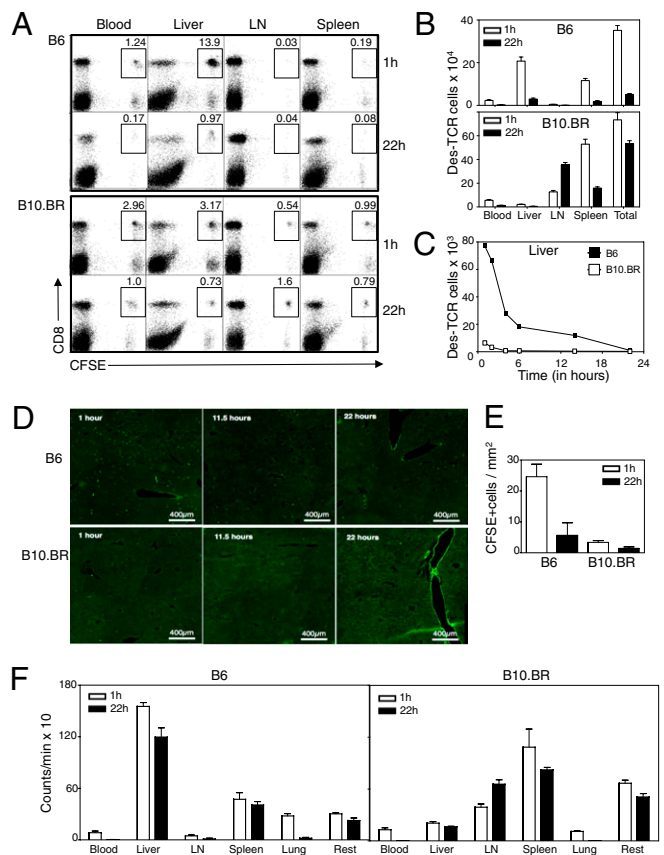 A
Blood Liver LN Spleen
B6
1.24 13.9 0.03 0.19
1h
0.17 0.97 0.04 0.08
22h
B10.BR
2.96 3.17 0.54 0.99
1h
1.0 0.73 1.6 0.79
22h
CD8
CFSE
B
Des-TCR cells x 10⁴
1h
22h
B6
40
20
0
1h
22h
B10.BR
60
40
20
0
Blood Liver LN Spleen Total
C
Des-TCR cells x 10³
Liver
B6
B10.BR
80
60
40
20
0
0 6 12 18 24
Time (in hours)
D
B6
1 hour 11.5 hours 22 hours
400µm 400µm 400µm
B10.BR
1 hour 11.5 hours 22 hours
400µm 400µm 400µm
E
CFSE+cells / mm²
30
20
10
0
1h
22h
B6 B10.BR
F
B6 B10.BR
Counts/min x 10
180
120
60
0
1h
22h
1h
22h
Blood Liver LN Spleen Lung Rest Blood Liver LN Spleen Lung Rest